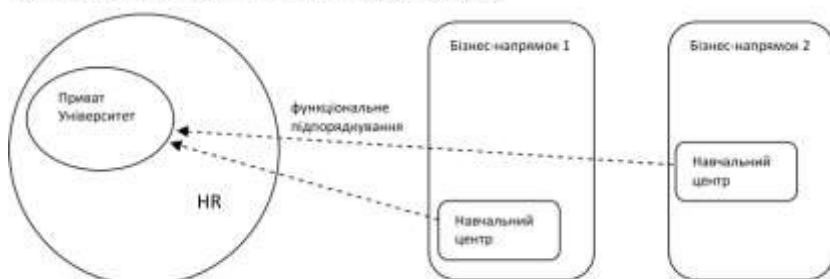 Бізнес-напрямок 1
Бізнес-напрямок 2
Приват
Університет
функціональне
підпорядкування
Навчальний
центр
HR
Навчальний
центр